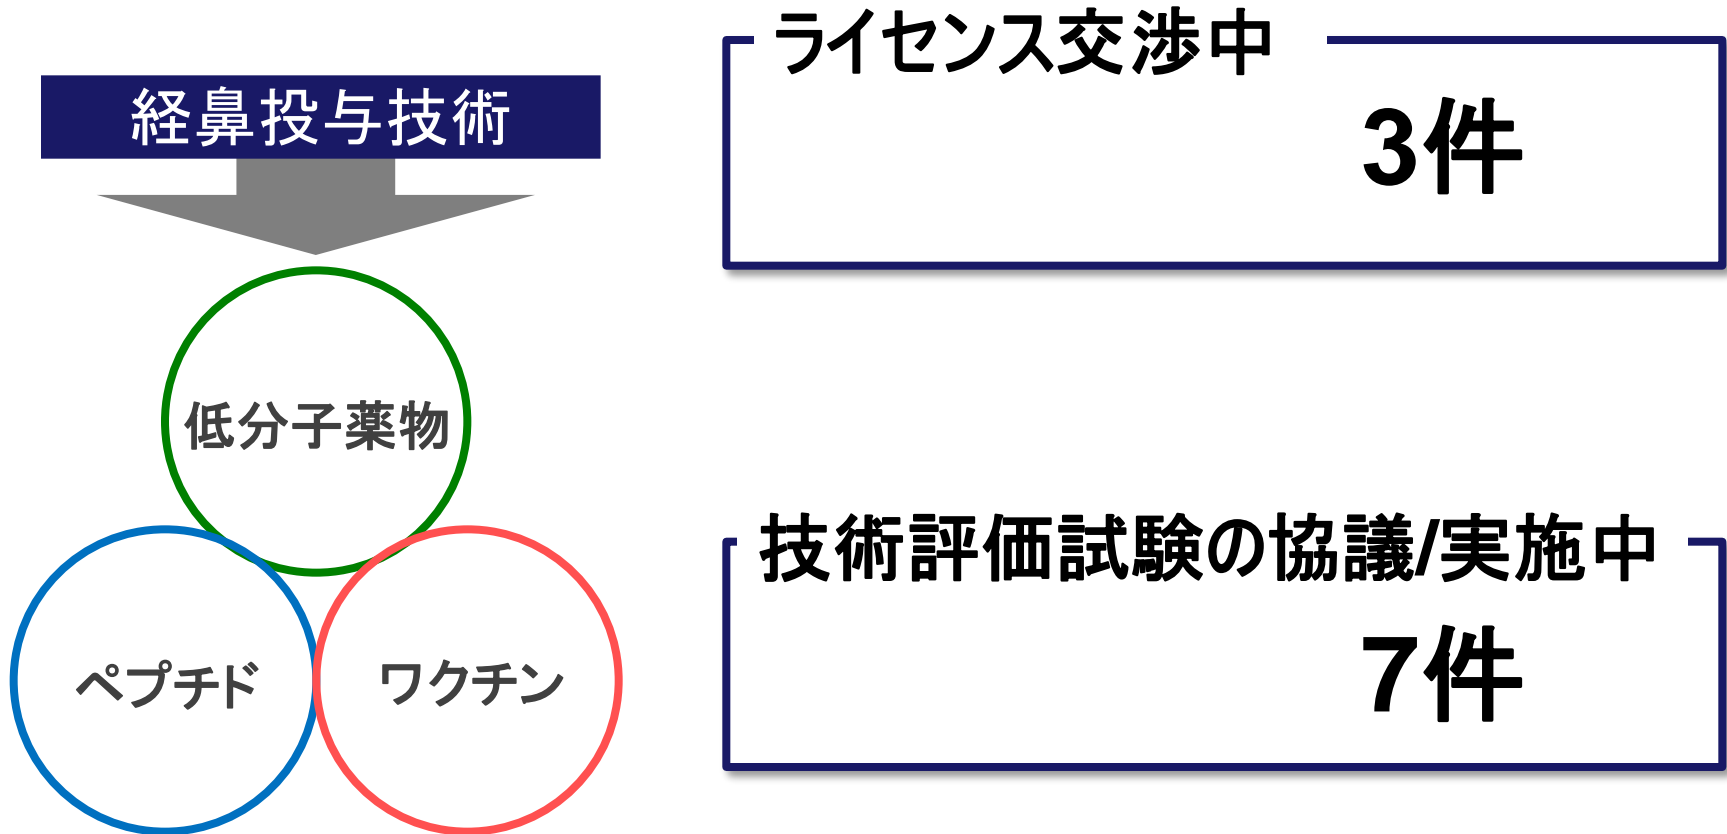 経鼻投与技術
低分子薬物
ペプチド
ワクチン
ライセンス交渉中
3件
技術評価試験の協議/実施中
7件